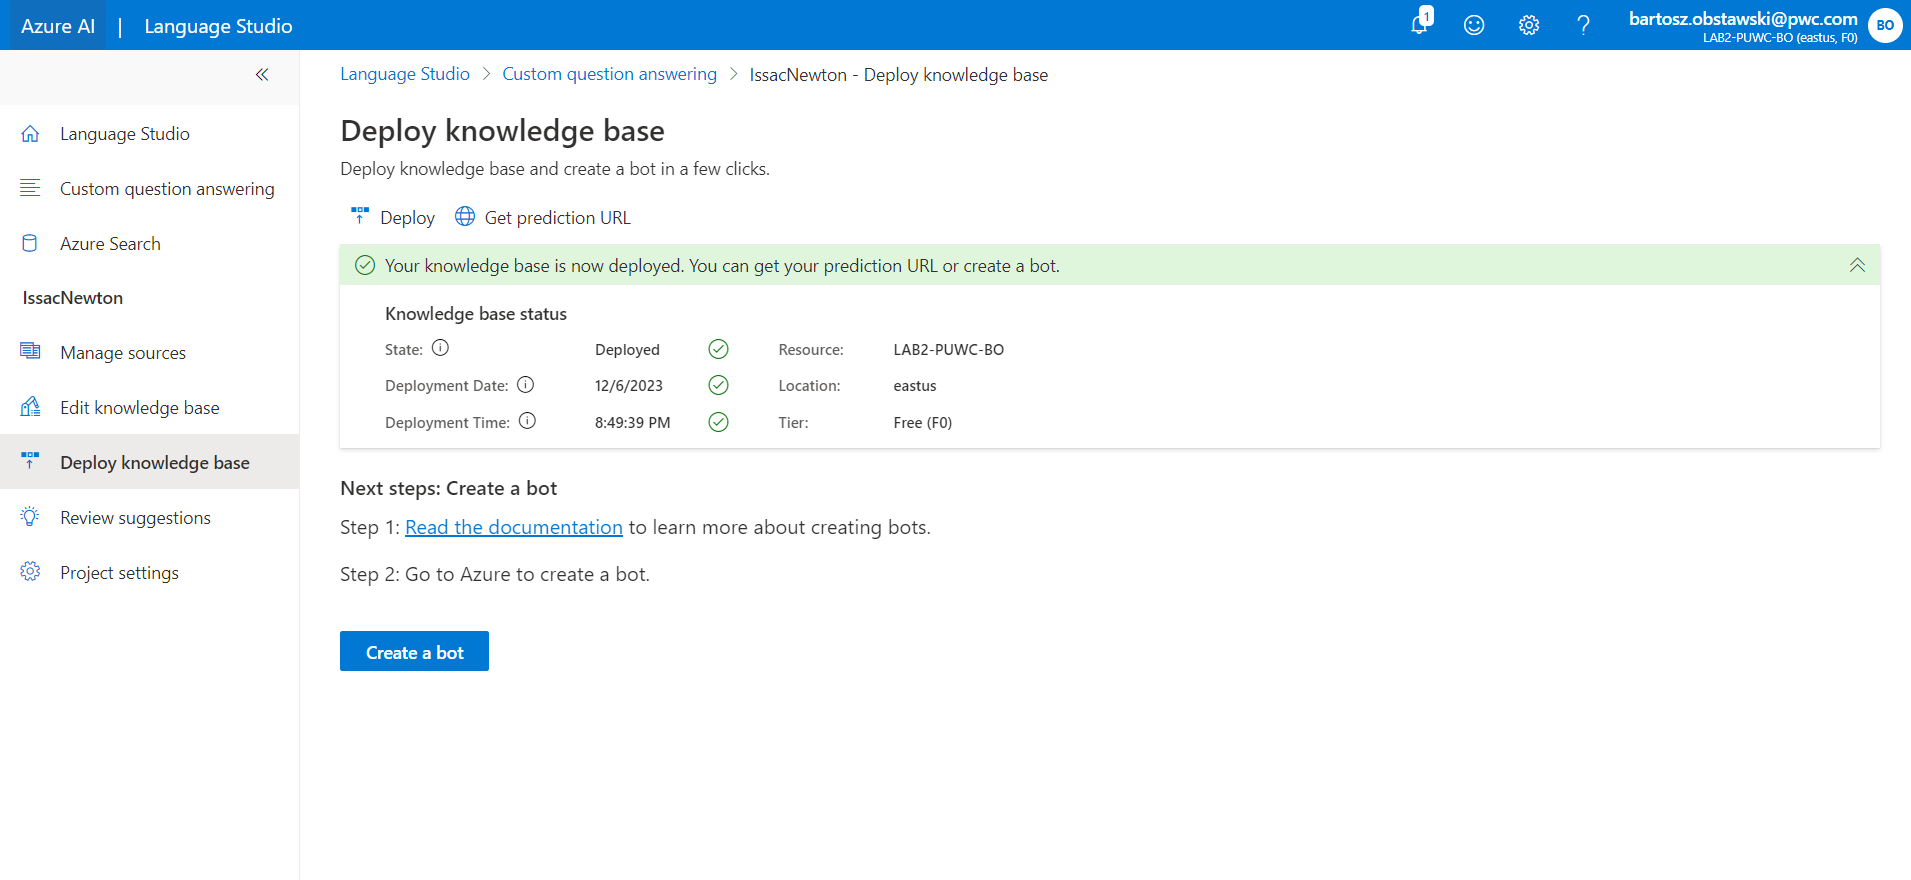 Azure AI | Language Studio
1
?
bartosz.obstawski@pwc.com
LAB2-PUWC-BO (eastus, F0)
BO
Language Studio > Custom question answering > IssacNewton - Deploy knowledge base
Language Studio
Custom question answering
Azure Search
IssacNewton
Manage sources
Edit knowledge base
Deploy knowledge base
Review suggestions
Project settings
Deploy knowledge base
Deploy knowledge base and create a bot in a few clicks.
Deploy Get prediction URL
Your knowledge base is now deployed. You can get your prediction URL or create a bot.
Knowledge base status
State: Deployed Resource: LAB2-PUWC-BO
Deployment Date: 12/6/2023 Location: eastus
Deployment Time: 8:49:39 PM Tier: Free (F0)
Next steps: Create a bot
Step 1: Read the documentation to learn more about creating bots.
Step 2: Go to Azure to create a bot.
Create a bot